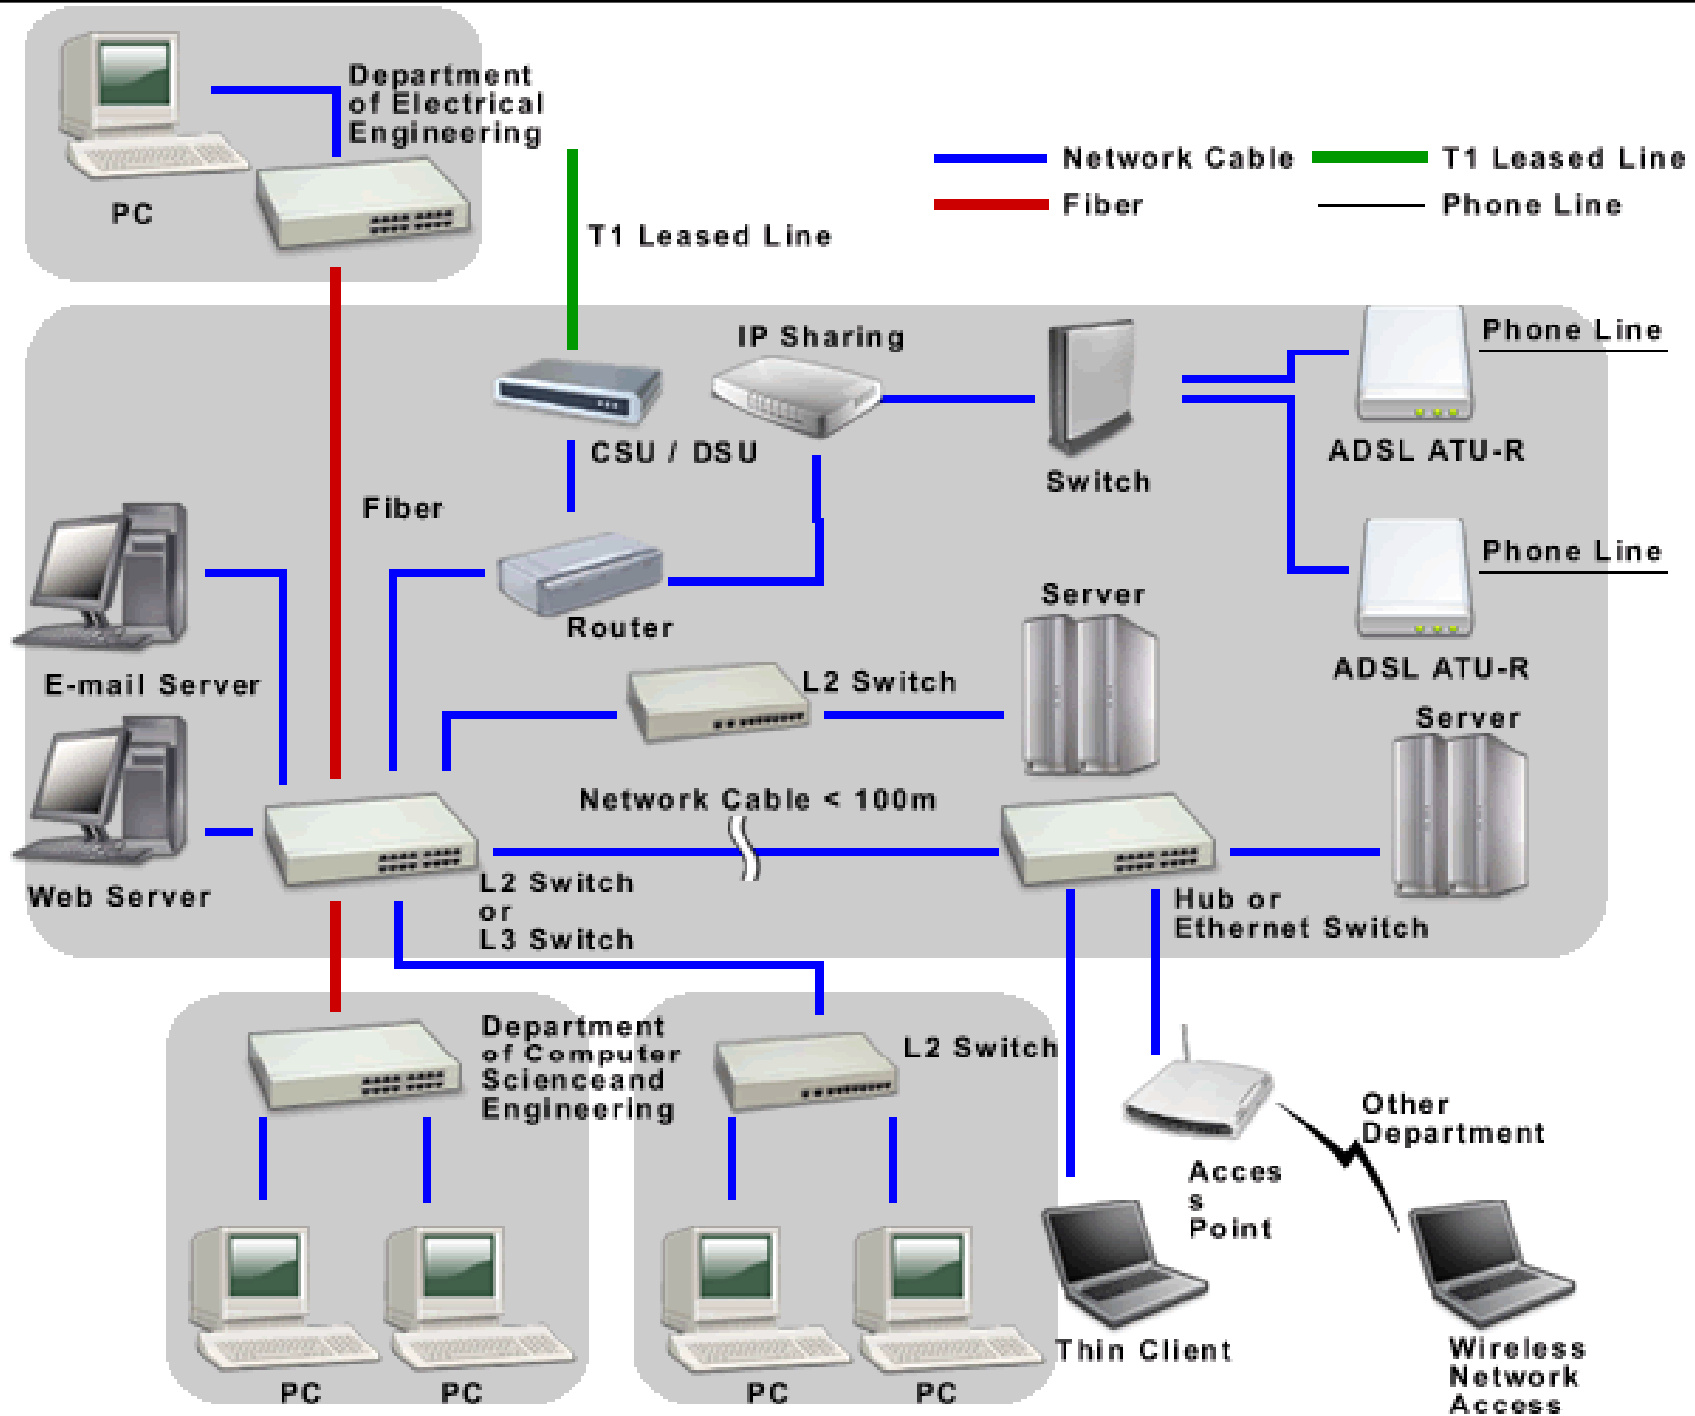 Department
of Electrical
Engineering
PC
Network Cable
T1 Leased Line
Fiber
Phone Line
T1 Leased Line
IP Sharing
Phone Line
CSU / DSU
Switch
ADSL ATU-R
Fiber
Phone Line
Router
Server
ADSL ATU-R
E-mail Server
L2 Switch
Server
Network Cable < 100m
Web Server
L2 Switch
or
L3 Switch
Hub or
Ethernet Switch
Department
of Computer
Scienceand
Engineering
L2 Switch
Other
Department
Acces
s
Point
Thin Client
Wireless
Network
Access
PC
PC
PC
PC